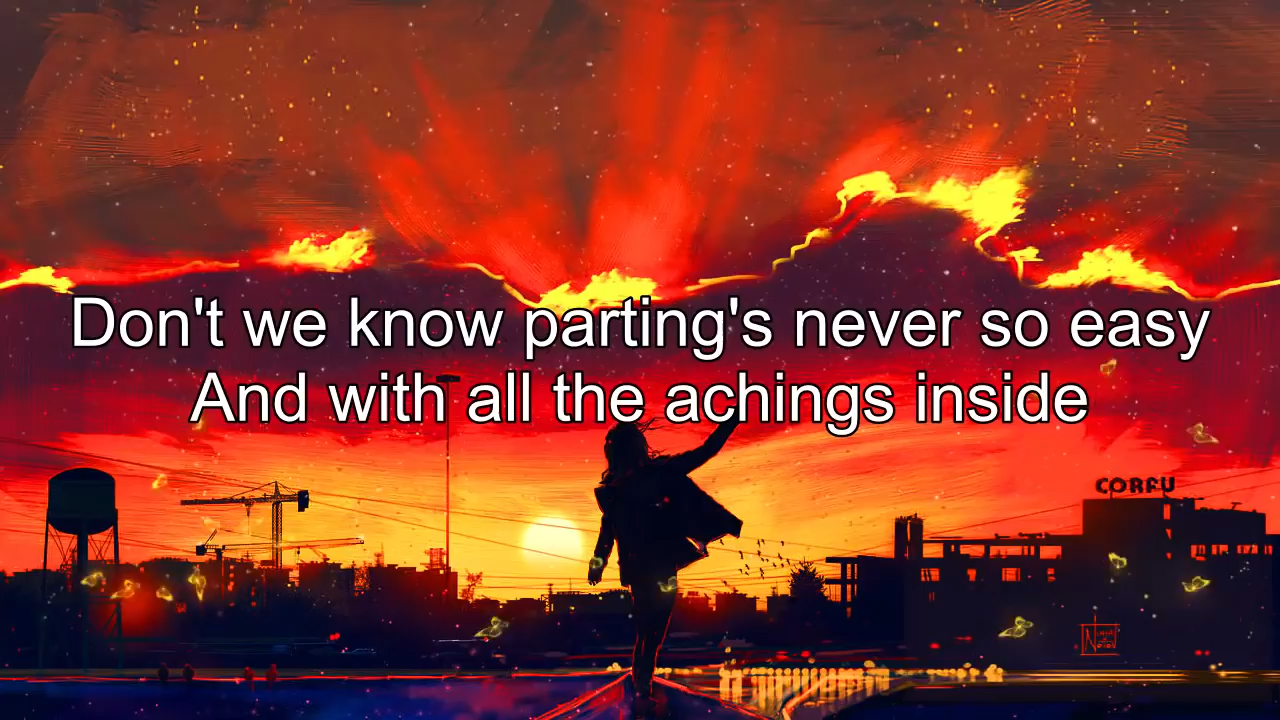 Don't we know parting's never so easy
And with all the achings inside
CORFU